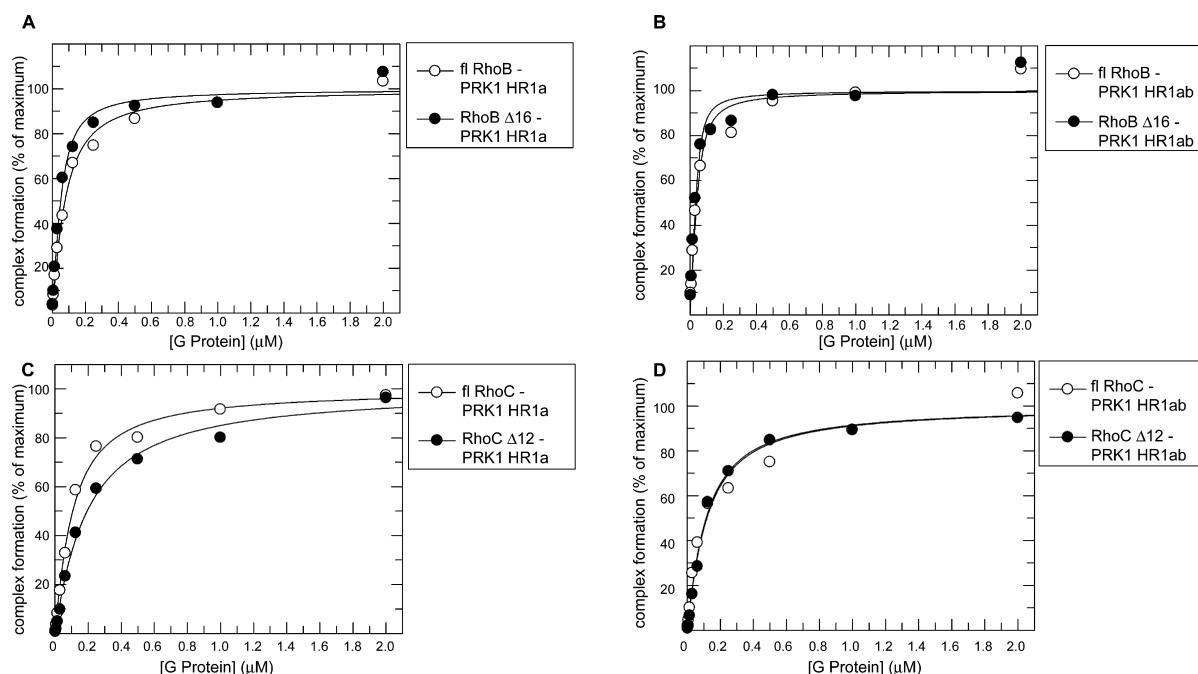 A
complex formation (% of maximum)
100
80
60
40
20
0 0.2 0.4 0.6 0.8 1.0 1.2 1.4 1.6 1.8 2.0
[G Protein] (μM)
fl RhoB -
PRK1 HR1a
RhoB Δ16 -
PRK1 HR1a
B
complex formation (% of maximum)
100
80
60
40
20
0 0.2 0.4 0.6 0.8 1.0 1.2 1.4 1.6 1.8 2.0
[G Protein] (μM)
fl RhoB -
PRK1 HR1ab
RhoB Δ16 -
PRK1 HR1ab
C
complex formation (% of maximum)
100
80
60
40
20
0 0.2 0.4 0.6 0.8 1.0 1.2 1.4 1.6 1.8 2.0
[G Protein] (μM)
fl RhoC -
PRK1 HR1a
RhoC Δ12 -
PRK1 HR1a
D
complex formation (% of maximum)
100
80
60
40
20
0 0.2 0.4 0.6 0.8 1.0 1.2 1.4 1.6 1.8 2.0
[G Protein] (μM)
fl RhoC -
PRK1 HR1ab
RhoC Δ12 -
PRK1 HR1ab